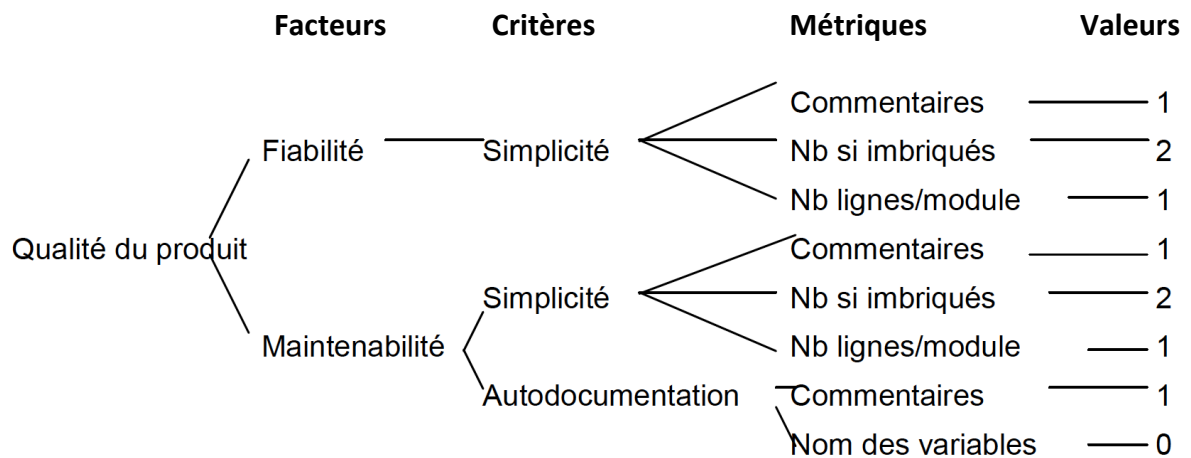 Facteurs Critères Métriques Valeurs
Commentaires 1
Fiabilité Simplicité Nb si imbriqués 2
Nb lignes/module 1
Qualité du produit Commentaires 1
Simplicité Nb si imbriqués 2
Maintenabilité Nb lignes/module 1
Autodocumentation Commentaires 1
Nom des variables 0